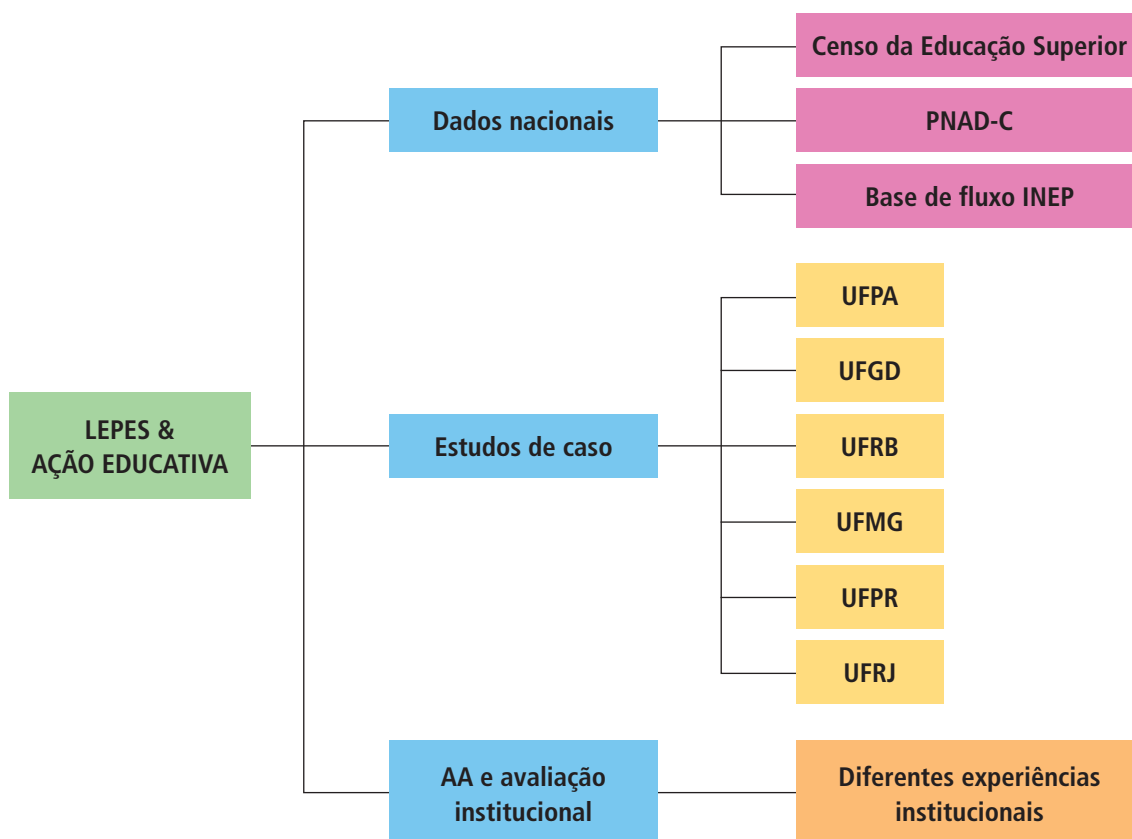 LEPES &
AÇÃO EDUCATIVA
Dados nacionais
Censo da Educação Superior
PNAD-C
Base de fluxo INEP
Estudos de caso
UFPA
UFGD
UFRB
UFMG
UFPR
UFRJ
AA e avaliação
institucional
Diferentes experiências
institucionais